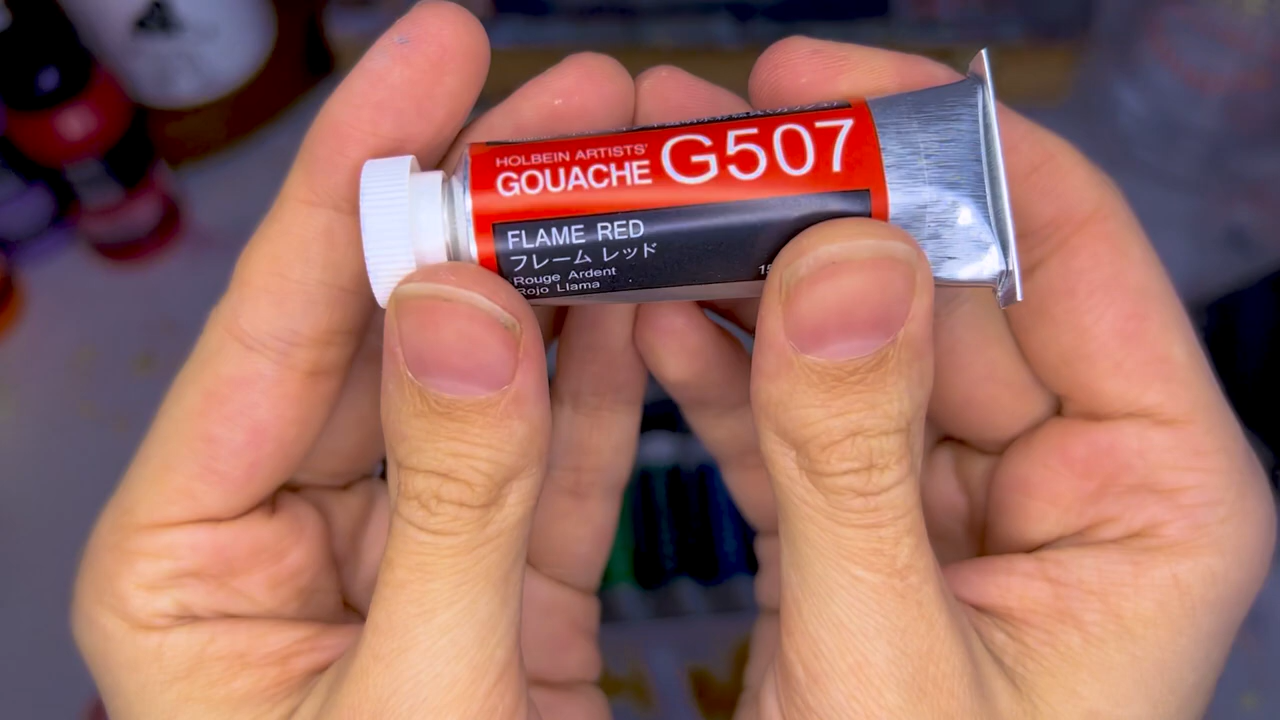 HOLBEIN ARTISTS'
GOUACHE G507
FLAME RED
フレーム レッド
Rouge Ardent
Rojo Llama